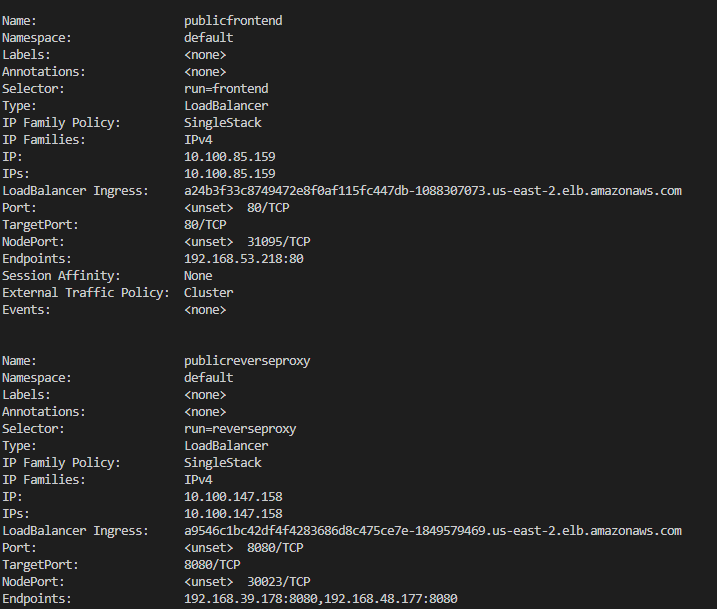 Name: publicfrontend
Namespace: default
Labels: <none>
Annotations: <none>
Selector: run=frontend
Type: LoadBalancer
IP Family Policy: SingleStack
IP Families: IPv4
IP: 10.100.85.159
IPs: 10.100.85.159
LoadBalancer Ingress: a24b3f33c8749472e8f0af115fc447db-1088307073.us-east-2.elb.amazonaws.com
Port: <unset> 80/TCP
TargetPort: 80/TCP
NodePort: <unset> 31095/TCP
Endpoints: 192.168.53.218:80
Session Affinity: None
External Traffic Policy: Cluster
Events: <none>
Name: publicreverseproxy
Namespace: default
Labels: <none>
Annotations: <none>
Selector: run=reverseproxy
Type: LoadBalancer
IP Family Policy: SingleStack
IP Families: IPv4
IP: 10.100.147.158
IPs: 10.100.147.158
LoadBalancer Ingress: a9546c1bc42df4f4283686d8c475ce7e-1849579469.us-east-2.elb.amazonaws.com
Port: <unset> 8080/TCP
TargetPort: 8080/TCP
NodePort: <unset> 30023/TCP
Endpoints: 192.168.39.178:8080,192.168.48.177:8080